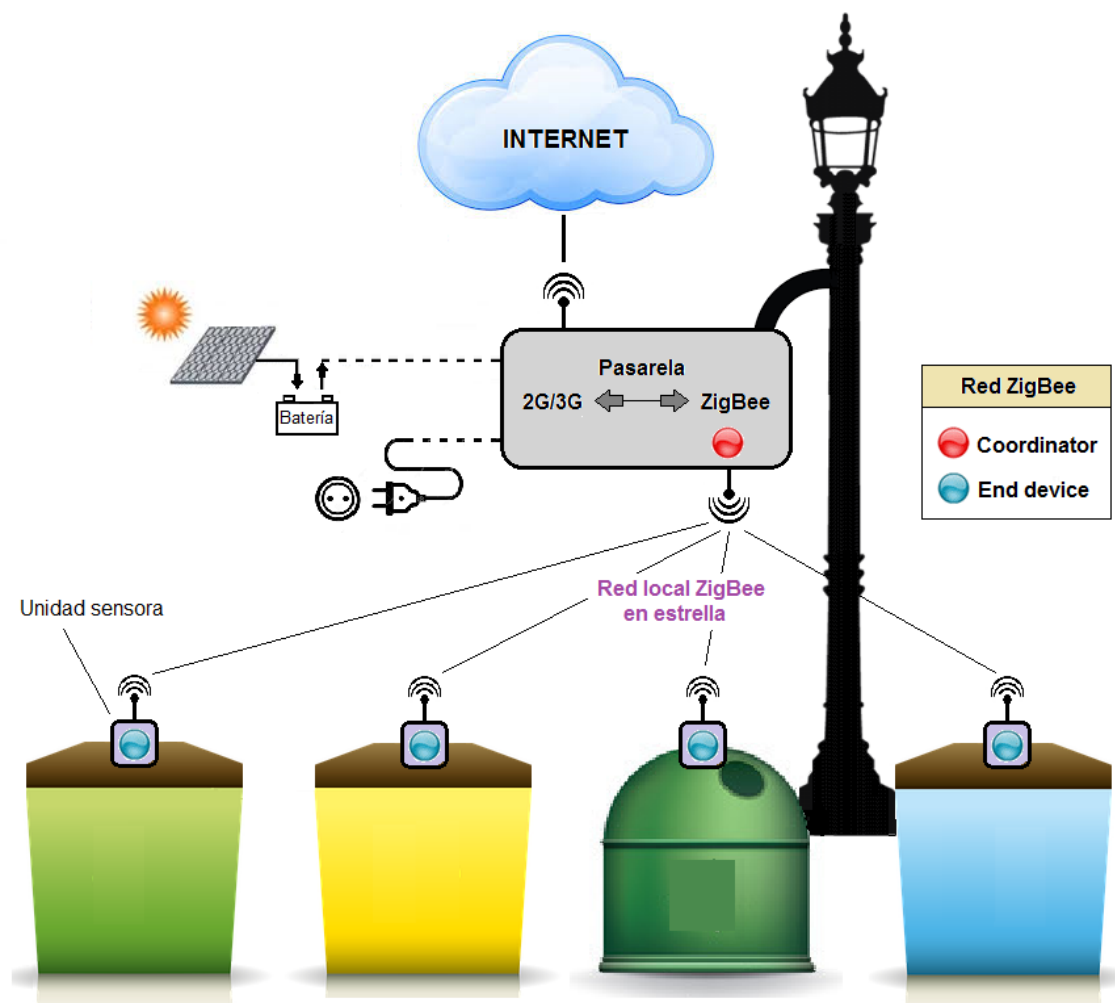 INTERNET
Pasarela
2G/3G ZigBee
Batería
Red ZigBee
Coordinator
End device
Red local ZigBee
en estrella
Unidad sensora